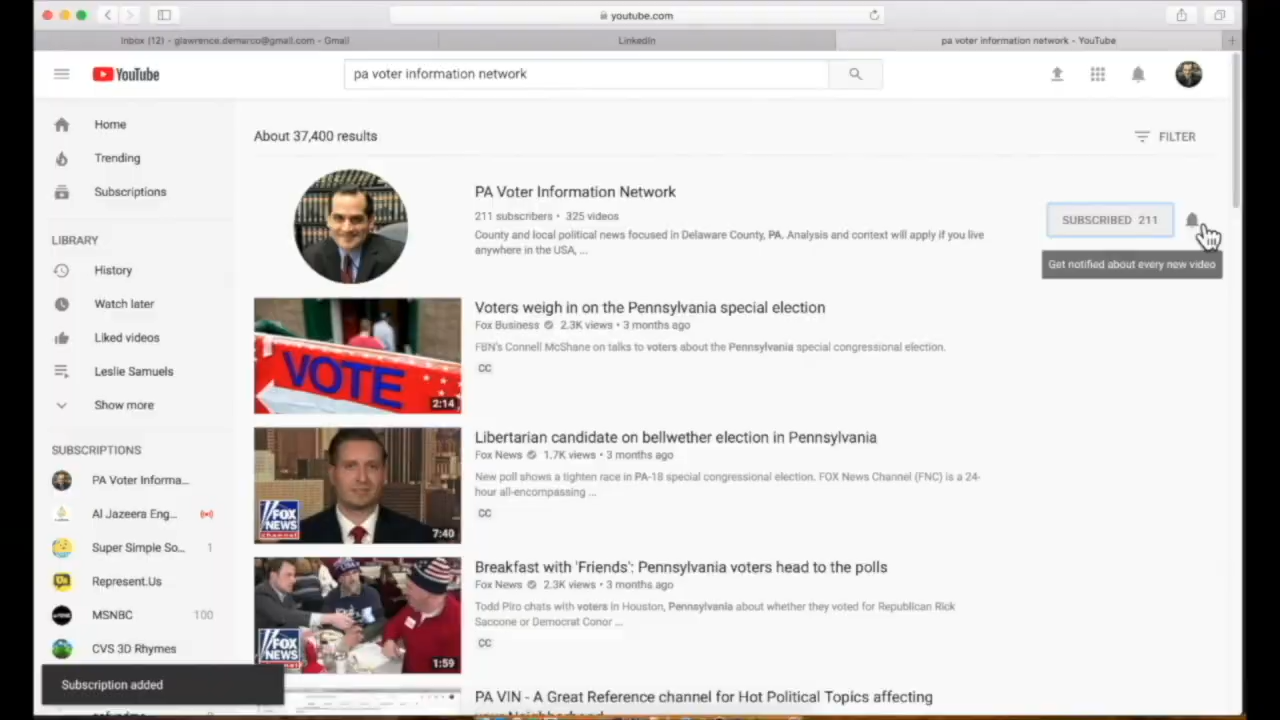 youtube.com
Inbox (12) - glawrence.demarco@gmail.com - Gmail
LinkedIn
pa voter information network - YouTube
YouTube
pa voter information network
Home
Trending
Subscriptions
LIBRARY
History
Watch later
Liked videos
Leslie Samuels
Show more
SUBSCRIPTIONS
PA Voter Informa...
Al Jazeera Eng...
Super Simple So... 1
Represent.Us
MSNBC 100
CVS 3D Rhymes
Subscription added
About 37,400 results
FILTER
PA Voter Information Network
211 subscribers • 325 videos
County and local political news focused in Delaware County, PA. Analysis and context will apply if you live
anywhere in the USA, ...
SUBSCRIBED 211
Get notified about every new video
VOTE
2:14
Voters weigh in on the Pennsylvania special election
Fox Business 2.3K views • 3 months ago
FBN's Connell McShane on talks to voters about the Pennsylvania special congressional election.
CC
FOX
NEWS
channel
7:40
Libertarian candidate on bellwether election in Pennsylvania
Fox News 1.7K views • 3 months ago
New poll shows a tighten race in PA-18 special congressional election. FOX News Channel (FNC) is a 24-
hour all-encompassing ...
CC
FOX
NEWS
channel
1:59
Breakfast with 'Friends': Pennsylvania voters head to the polls
Fox News 2.3K views • 3 months ago
Todd Piro chats with voters in Houston, Pennsylvania about whether they voted for Republican Rick
Saccone or Democrat Conor ...
CC
PA VIN - A Great Reference channel for Hot Political Topics affecting